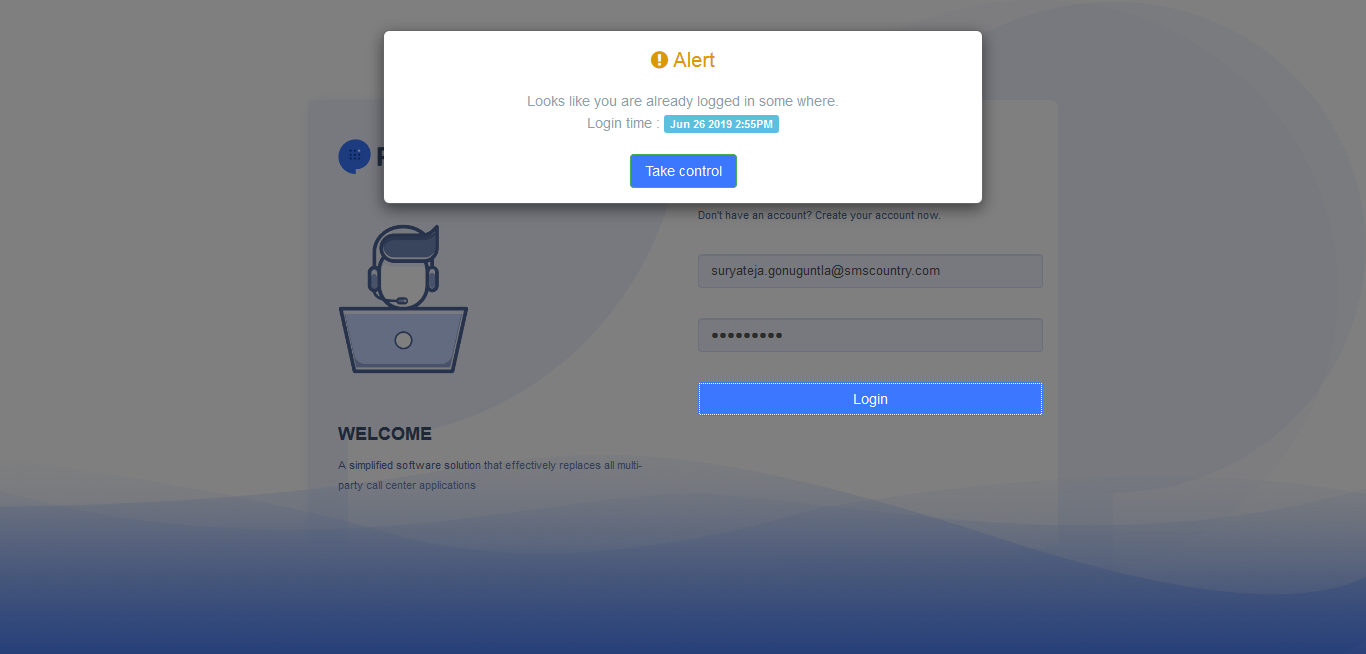 Alert
Looks like you are already logged in some where.
Login time : Jun 26 2019 2:55PM
Take control
Don't have an account? Create your account now.
suryateja.gonuguntla@smscountry.com
Login
WELCOME
A simplified software solution that effectively replaces all multi-
party call center applications